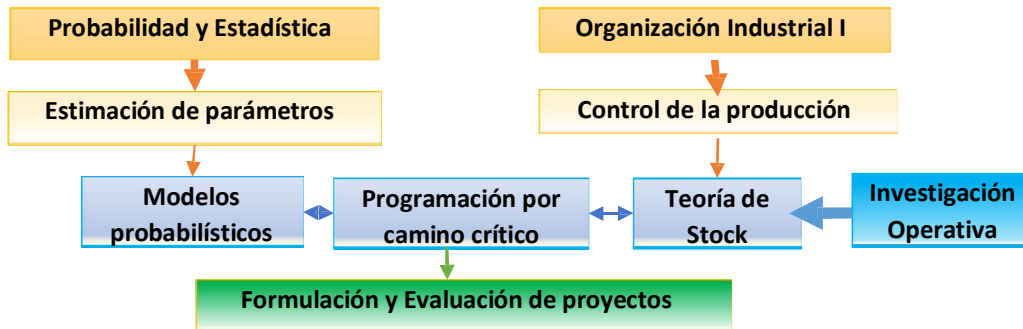 Probabilidad y Estadística
Organización Industrial I
Estimación de parámetros
Control de la producción
Modelos
probabilísticos
Programación por
camino crítico
Teoría de
Stock
Investigación
Operativa
Formulación y Evaluación de proyectos